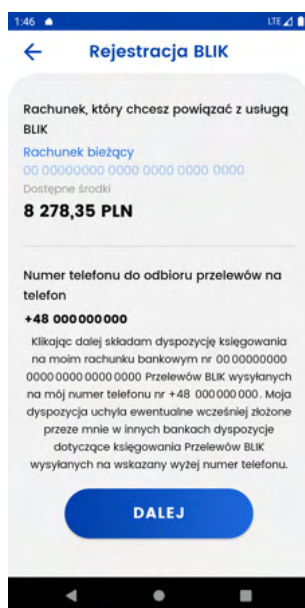 1:46
LTE
Rejestracja BLIK
Rachunek, który chcesz powiązać z usługą
BLIK
Rachunek bieżący
00 00000000 0000 0000 0000 0000
Dostępne środki
8 278,35 PLN
Numer telefonu do odbioru przelewów na
telefon
+48 000 000 000
Klikając dalej składam dyspozycję księgowania
na moim rachunku bankowym nr 00 00000000
0000 0000 0000 0000 Przelewów BLIK wysyłanych
na mój numer telefonu nr +48 000 000 000. Moja
dyspozycja uchyla ewentualne wcześniej złożone
przeze mnie w innych bankach dyspozycje
dotyczące księgowania Przelewów BLIK
wysyłanych na wskazany wyżej numer telefonu.
DALEJ